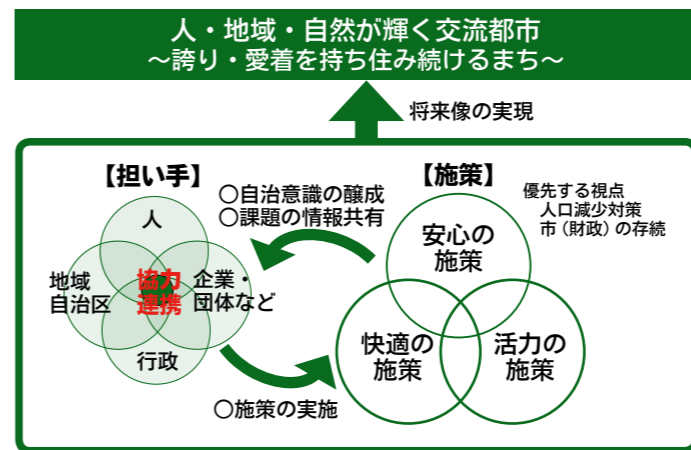 人・地域・自然が輝く交流都市
～誇り・愛着を持ち住み続けるまち～
将来像の実現
【担い手】
人
地域
自治区
協力
連携
企業・
団体など
行政
〇自治意識の醸成
〇課題の情報共有
〇施策の実施
【施策】
優先する視点
人口減少対策
市（財政）の存続
安心の
施策
快適の
施策
活力の
施策